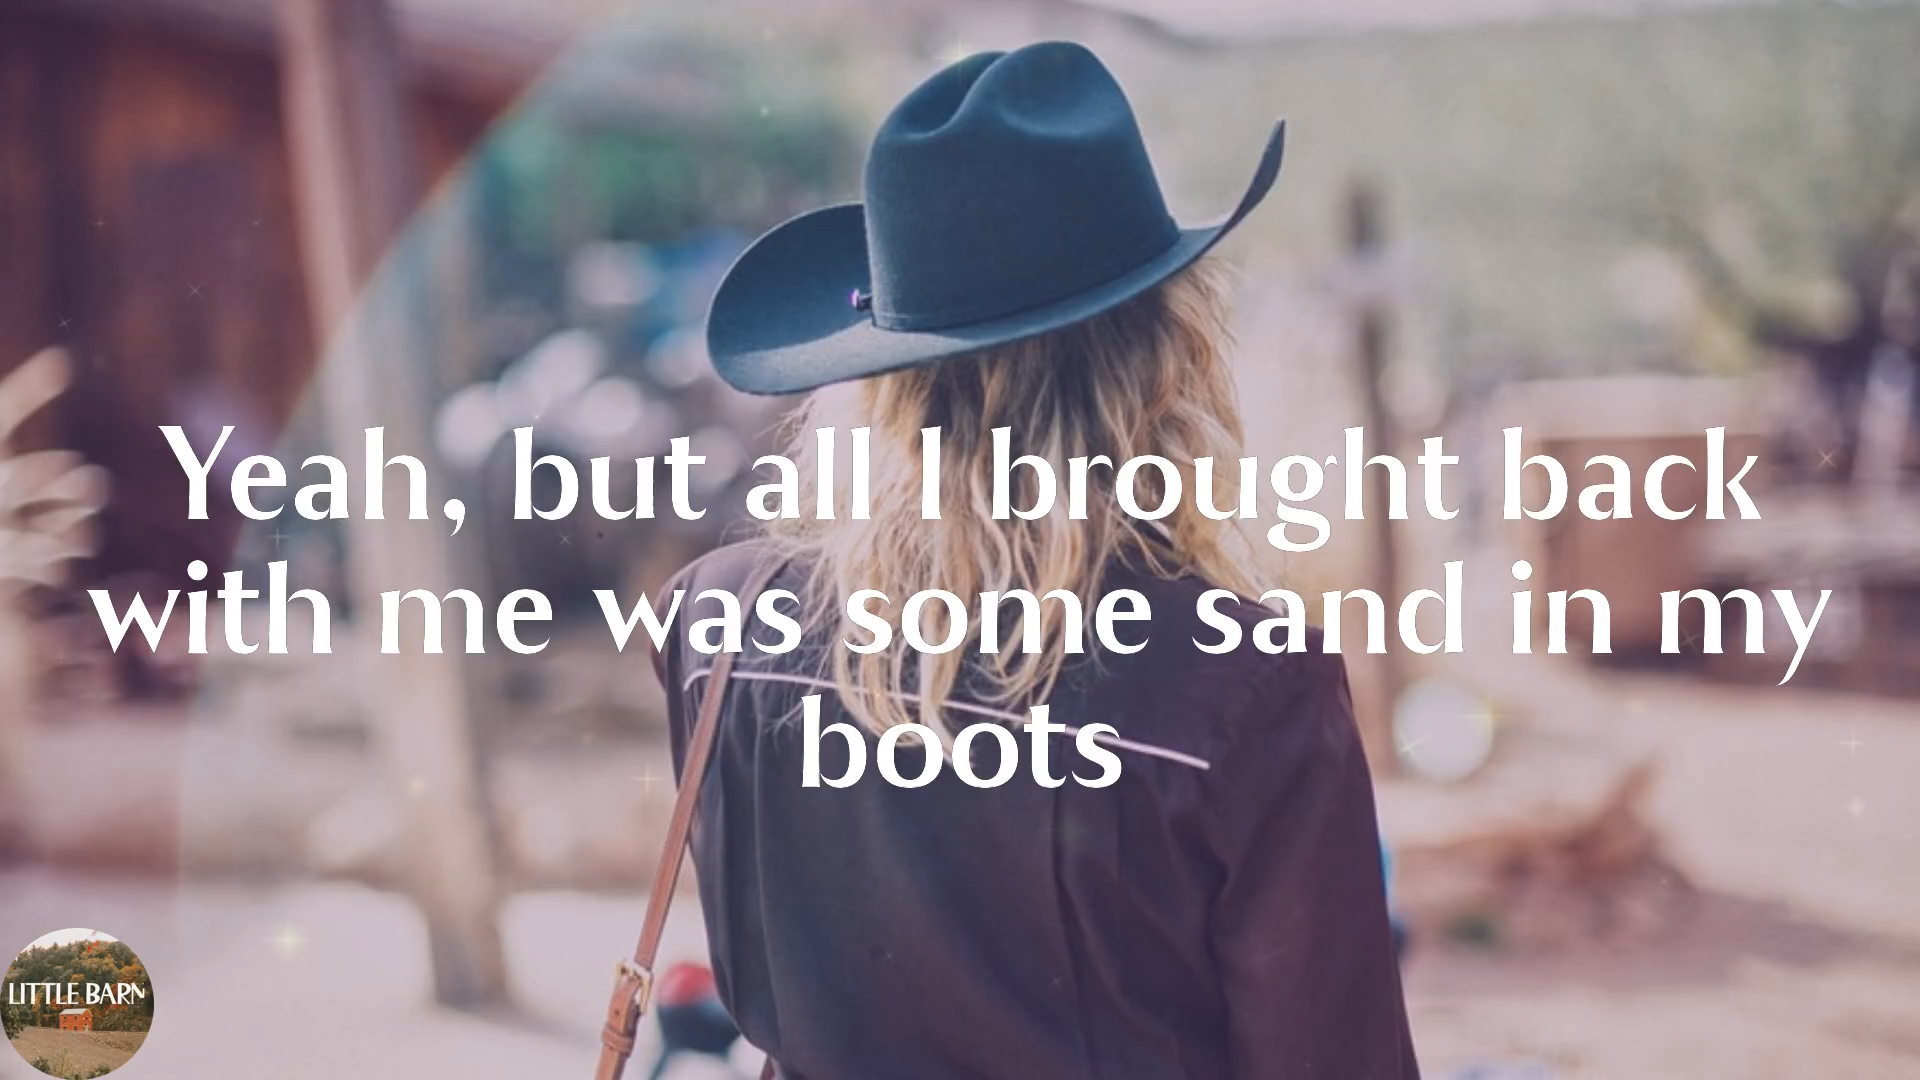 Yeah, but all I brought back
with me was some sand in my
boots
LITTLE BARN